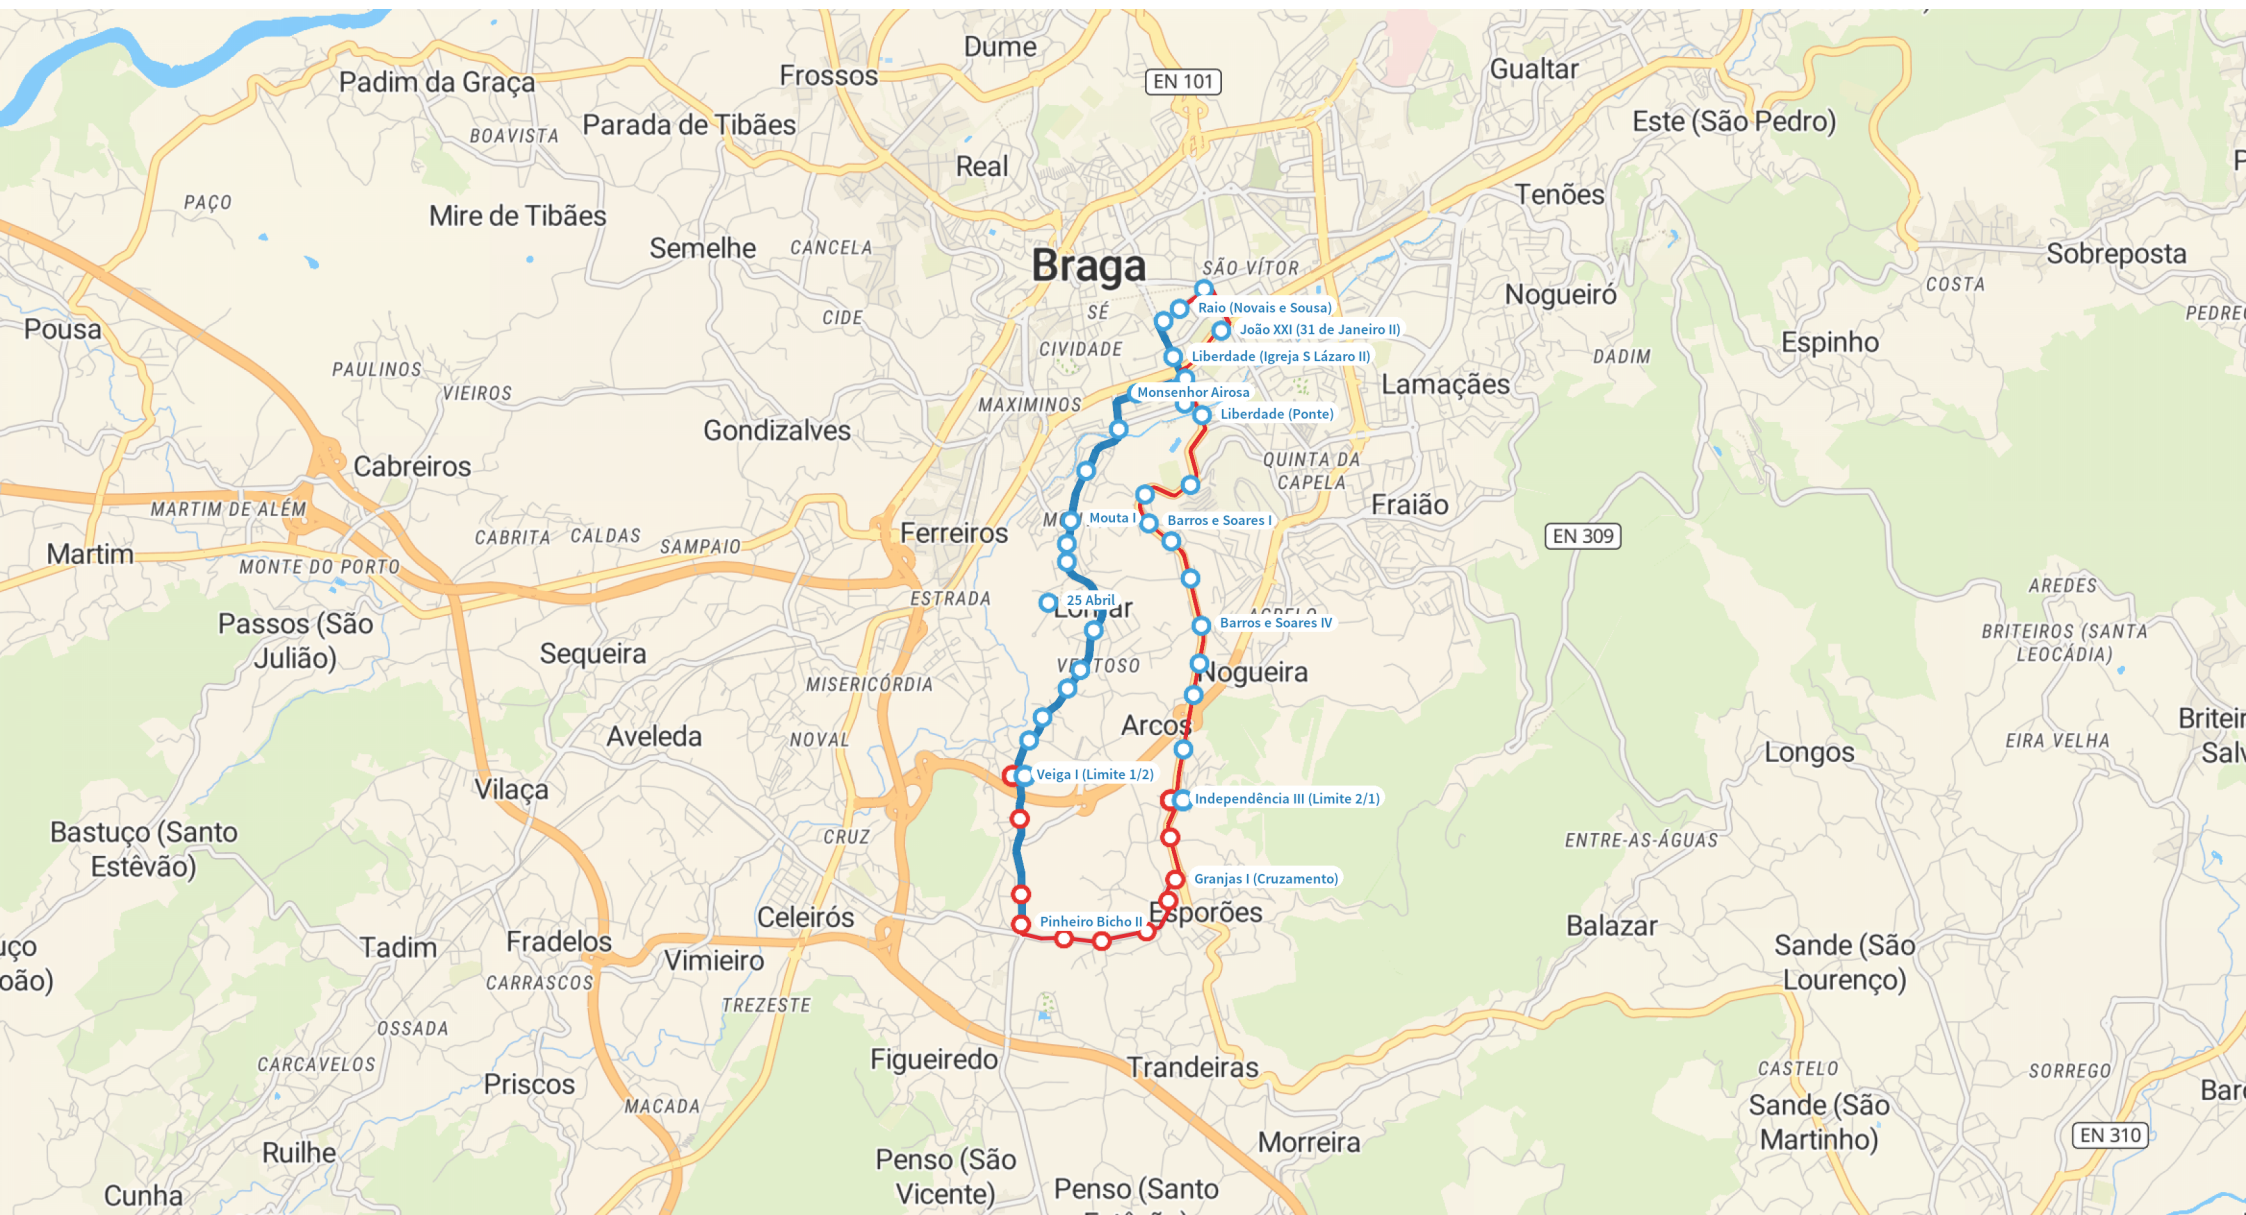 Dume
Frossos
Gualtar
Padim da Graça
EN 101
BOAVISTA
Parada de Tibães
Este (São Pedro)
Real
PAÇO
Mire de Tibães
Tenões
Semelhe
CANCELA
Braga
SÃO VÍTOR
Sobreposta
COSTA
Nogueiró
Raio (Novais e Sousa)
SÉ
CIDE
Pousa
João XXI (31 de Janeiro II)
Espinho
CIVIDADE
Liberdade (Igreja S Lázaro II)
DADIM
PAULINOS
VIEIROS
Lamaçães
Monsenhor Airosa
MAXIMINOS
Liberdade (Ponte)
Gondizalves
Cabreiros
QUINTA DA
CAPELA
MARTIM DE ALÉM
Fraião
Mouta I
Barros e Soares I
Ferreiros
EN 309
CABRITA
CALDAS
SAMPAIO
Martim
MONTE DO PORTO
AREDES
ESTRADA
25 Abril
Barros e Soares IV
Passos (São
Julião)
BRITEIROS (SANTA
LEOCÁDIA)
Sequeira
Nogueira
MISERICÓRDIA
Arcos
Aveleda
NOVAL
EIRA VELHA
Longos
Veiga I (Limite 1/2)
Vilaça
Independência III (Limite 2/1)
Bastuço (Santo
Estêvão)
CRUZ
ENTRE-AS-ÁGUAS
Granjas I (Cruzamento)
Celeirós
Pinheiro Bicho II
Esporões
Balazar
Tadim
Fradelos
Vimieiro
Sande (São
Lourenço)
CARRASCOS
TREZESTE
OSSADA
Figueiredo
Trandeiras
CARCAVELOS
CASTELO
SORREGO
Priscos
MACADA
Sande (São
Martinho)
EN 310
Morreira
Ruilhe
Penso (São
Vicente)
Penso (Santo
Cunha